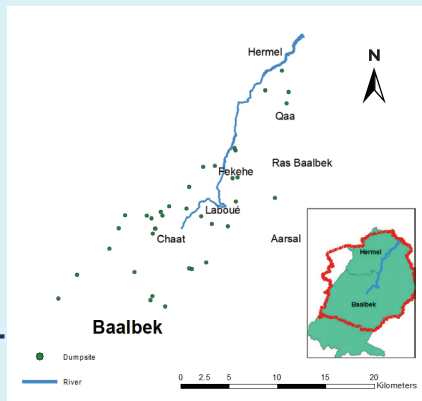 Hermel
N
Qaa
Ras Baalbek
Fekehe
Laboué
Chaat
Aarsal
Hermel
Baalbek
Baalbek
Dumpsite
River
0 2.5 5 10 15 20
Kilometers